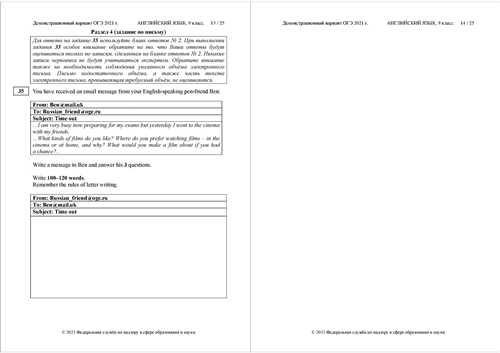 Демонстрационный вариант ОГЭ 2023 г. АНГЛИЙСКИЙ ЯЗЫК, 9 класс. 13 / 25
Раздел 4 (задание по письму)
Для ответа на задание 35 используйте бланк ответов № 2. При выполнении
задания 35 особое внимание обратите на то, что Ваши ответы будут
оцениваться только по записям, сделанным на бланке ответов № 2. Никакие
записи черновика не будут учитываться экспертом. Обратите внимание
также на необходимость соблюдения указанного объёма электронного
письма. Письмо недостаточного объёма, а также часть текста
электронного письма, превышающая требуемый объём, не оцениваются.
35 You have received an email message from your English-speaking pen-friend Ben:
From: Ben@mail.uk
To: Russian_friend@oge.ru
Subject: Time out
…I am very busy now preparing for my exams but yesterday I went to the cinema
with my friends.
…What kinds of films do you like? Where do you prefer watching films – in the
cinema or at home, and why? What would you make a film about if you had
a chance?…
Write a message to Ben and answer his 3 questions.
Write 100–120 words.
Remember the rules of letter writing.
From: Russian_friend@oge.ru
To: Ben@mail.uk
Subject: Time out
© 2023 Федеральная служба по надзору в сфере образования и науки
Демонстрационный вариант ОГЭ 2023 г. АНГЛИЙСКИЙ ЯЗЫК, 9 класс. 14 / 25
© 2023 Федеральная служба по надзору в сфере образования и науки